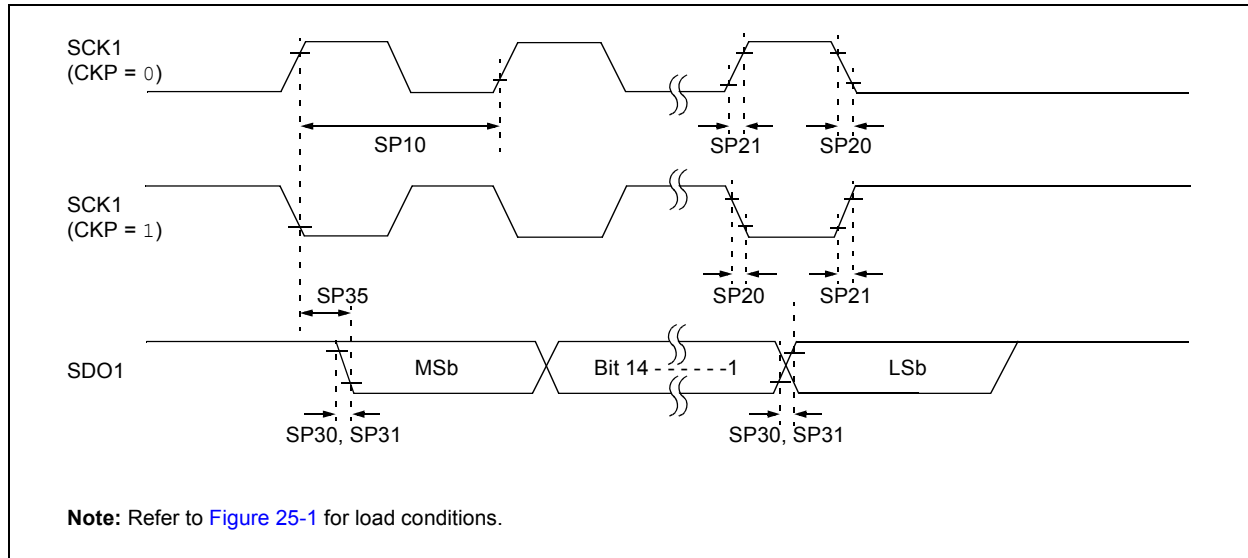 SCK1
(CKP = 0)
SP10
SP21
SP20
SCK1
(CKP = 1)
SP35
SP20
SP21
SDO1
MSb
Bit 14 - - - - - -1
LSb
SP30, SP31
SP30, SP31
Note: Refer to Figure 25-1 for load conditions.